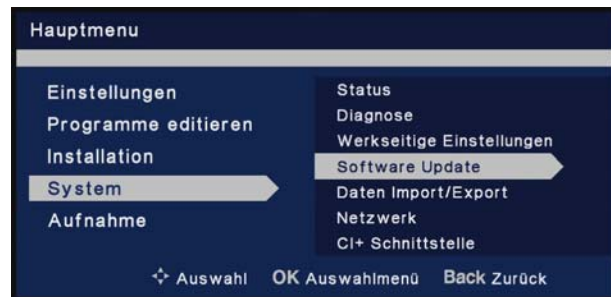 Hauptmenu
Einstellungen
Programme editieren
Installation
System
Aufnahme
Status
Diagnose
Werkseitige Einstellungen
Software Update
Daten Import/Export
Netzwerk
CI+ Schnittstelle
Auswahl OK Auswahlmenü Back Zurück